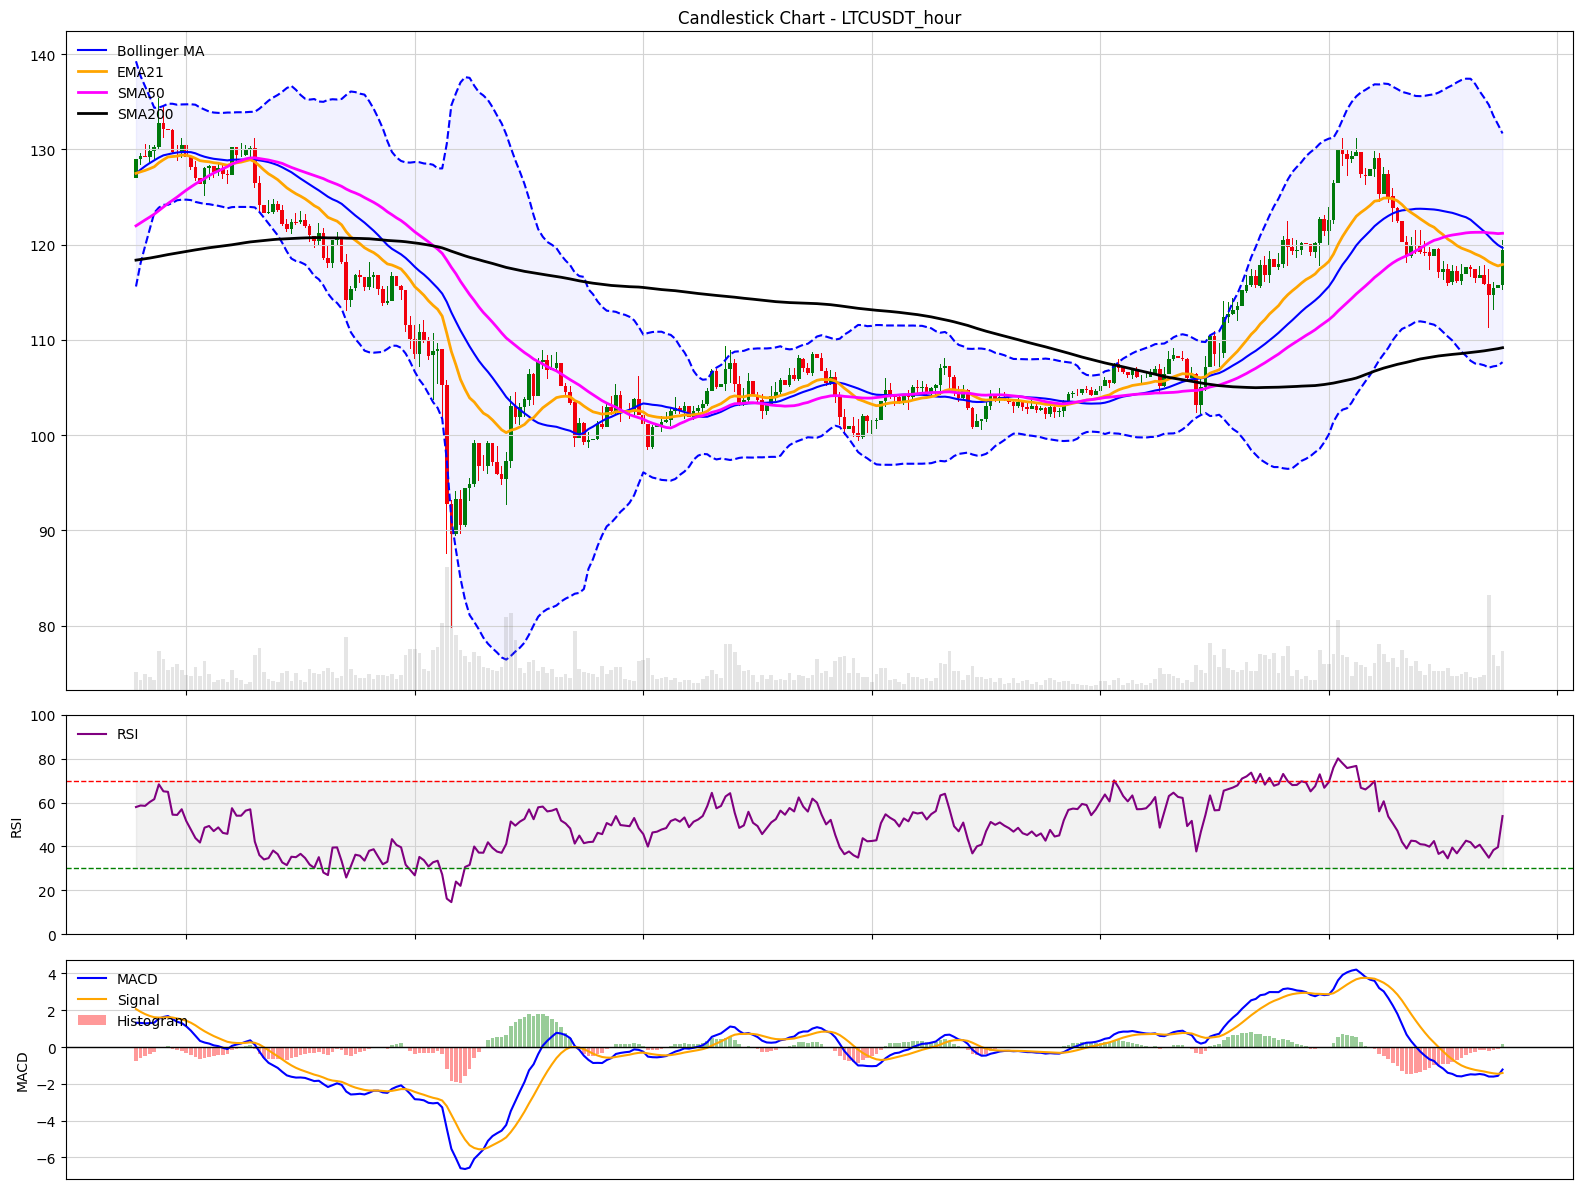 Candlestick Chart - LTCUSDT_hour
Bollinger MA
EMA21
SMA50
SMA200
140
130
120
110
100
90
80
RSI
100
80
60
40
20
0
RSI
MACD
Signal
Histogram
4
2
0
−2
−4
−6
MACD